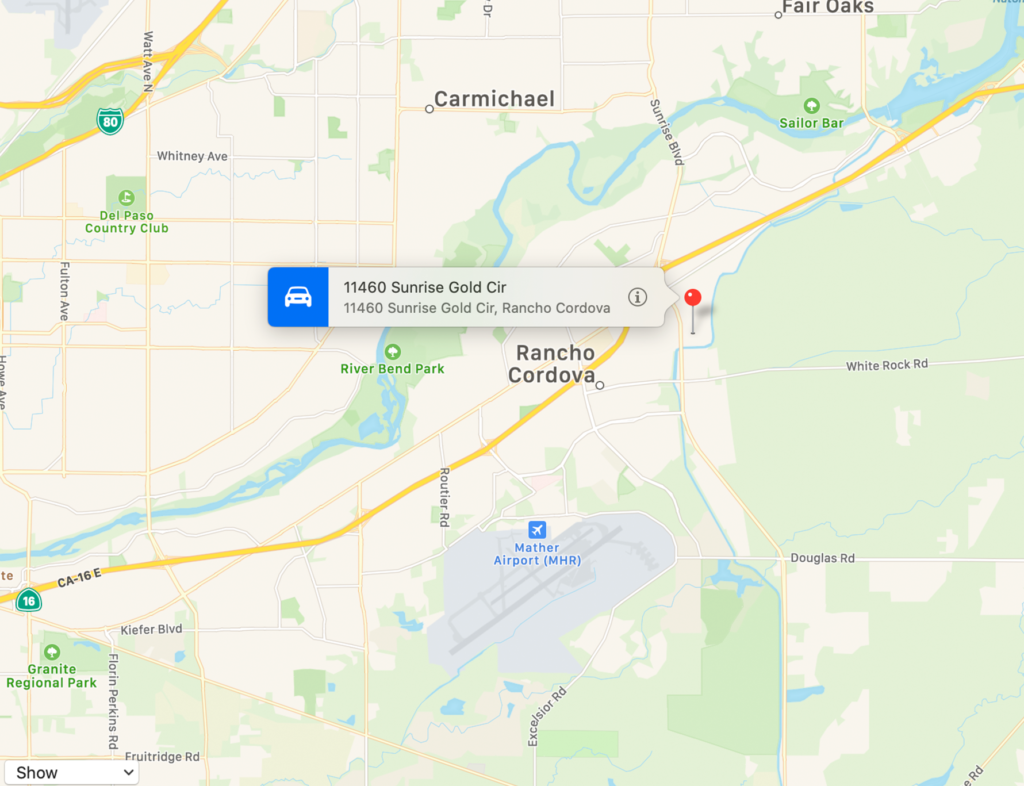 Fair Oaks
y Dr
Watt Ave N
Carmichael
80
Sunrise Blvd
Sailor Bar
Whitney Ave
Del Paso
Country Club
Fulton Ave
11460 Sunrise Gold Cir
11460 Sunrise Gold Cir, Rancho Cordova
Rancho
Cordova
River Bend Park
White Rock Rd
Howe Ave
Routier Rd
Mather
Airport (MHR)
Douglas Rd
te
CA-16 E
16
Kiefer Blvd
Granite
Regional Park
Florin Perkins Rd
Excelsior Rd
Fruitridge Rd
Show
e Rd